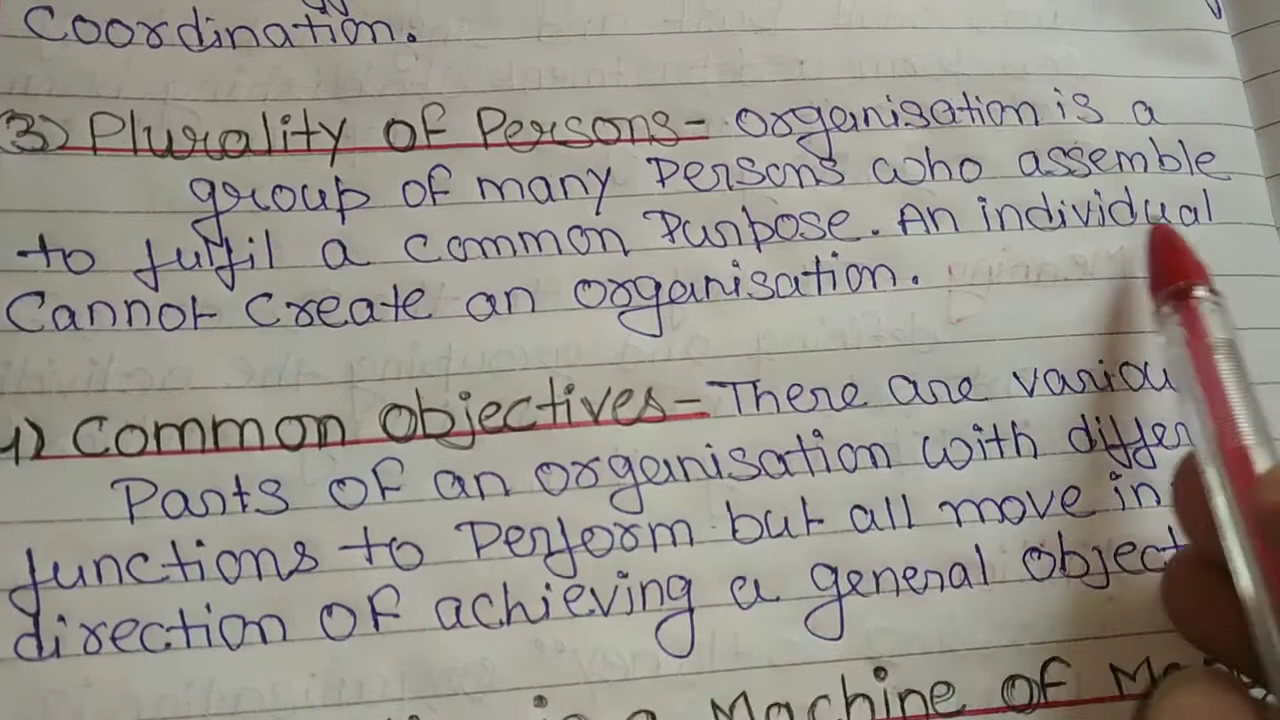 Coordination.
3) Plurality of Persons- organisation is a
group of many Persons who assemble
to fulfil a common Purpose. An individual
Cannot create an organisation.
4) Common Objectives- There are variou
Parts of an organisation with differ
functions to Perform but all move in
direction of achieving a general object
a Machine of